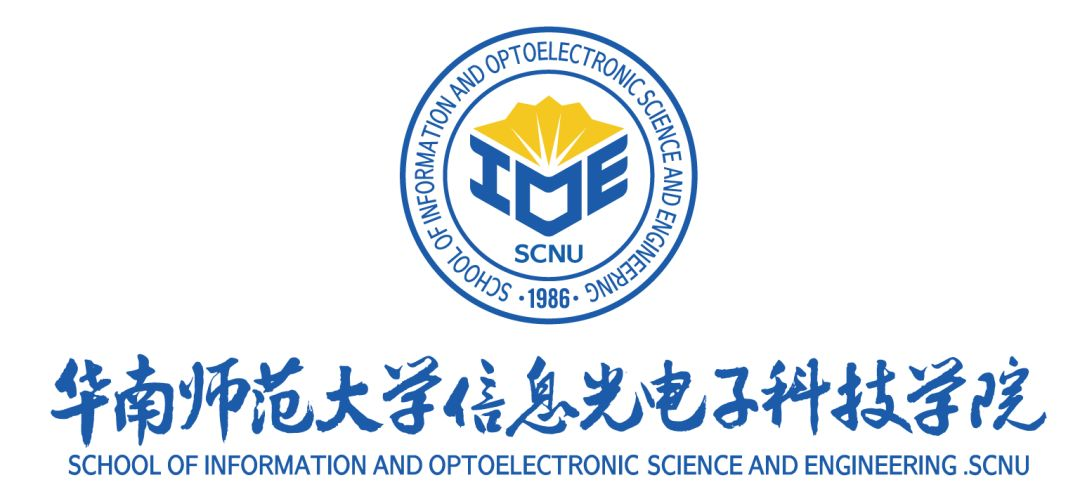 SCHOOL OF INFORMATION AND OPTOELECTRONIC SCIENCE AND ENGINEERING
IOE
SCNU
·1986·
华南师范大学信息光电子科技学院
SCHOOL OF INFORMATION AND OPTOELECTRONIC SCIENCE AND ENGINEERING .SCNU